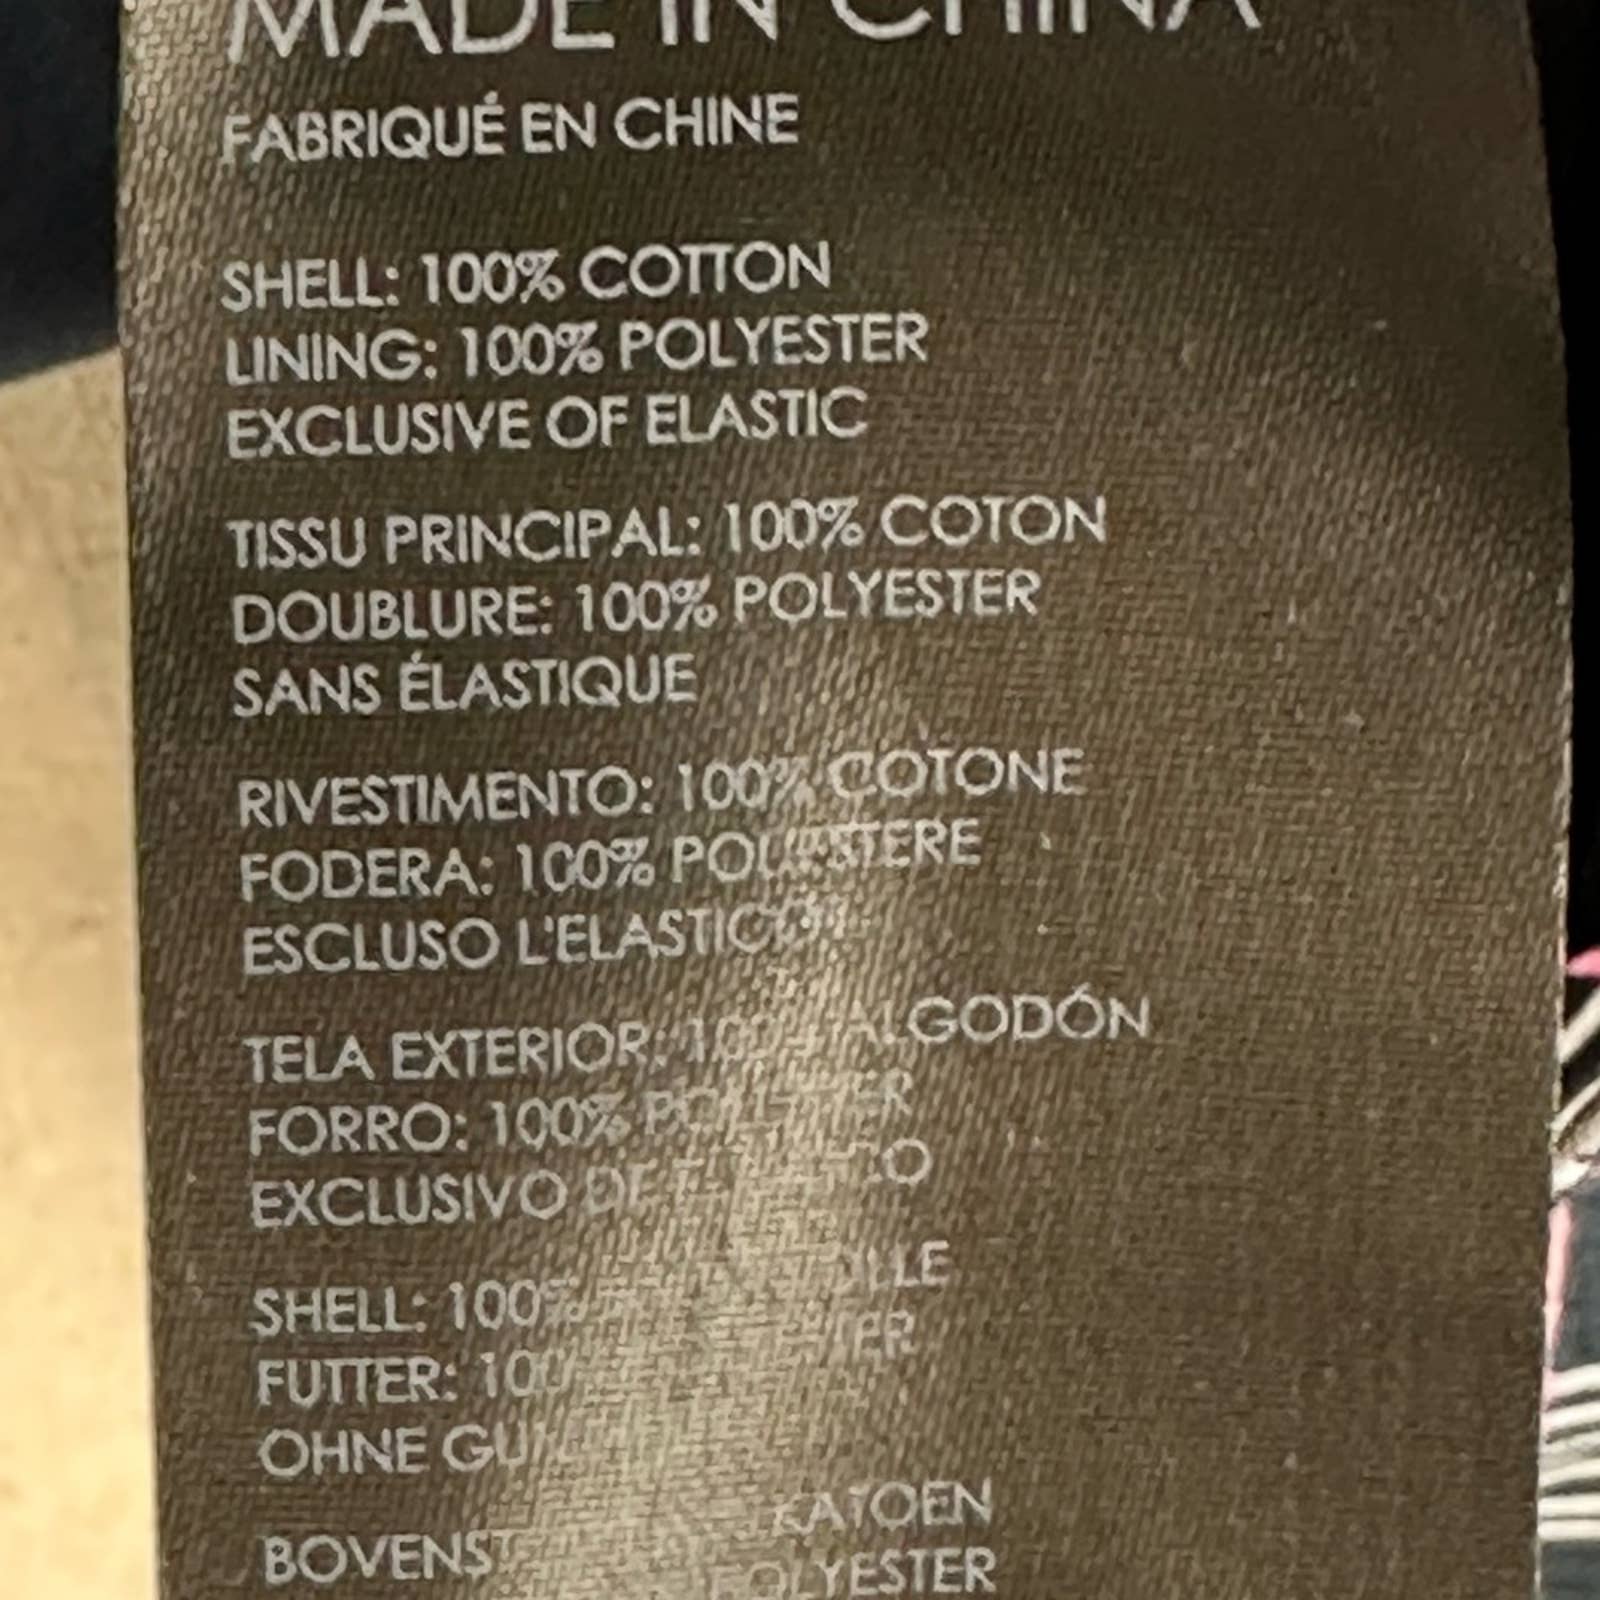 MADE IN CHINA
FABRIQUÉ EN CHINE
SHELL: 100% COTTON
LINING: 100% POLYESTER
EXCLUSIVE OF ELASTIC
TISSU PRINCIPAL: 100% COTON
DOUBLURE: 100% POLYESTER
SANS ÉLASTIQUE
RIVESTIMENTO: 100% COTONE
FODERA: 100% POLIESTERE
ESCLUSO L'ELASTICO
TELA EXTERIOR: ALGODÓN
FORRO: 100%
EXCLUSIVO
SHELL: 100%
FUTTER:
OHNE
KATOEN
POLYESTER